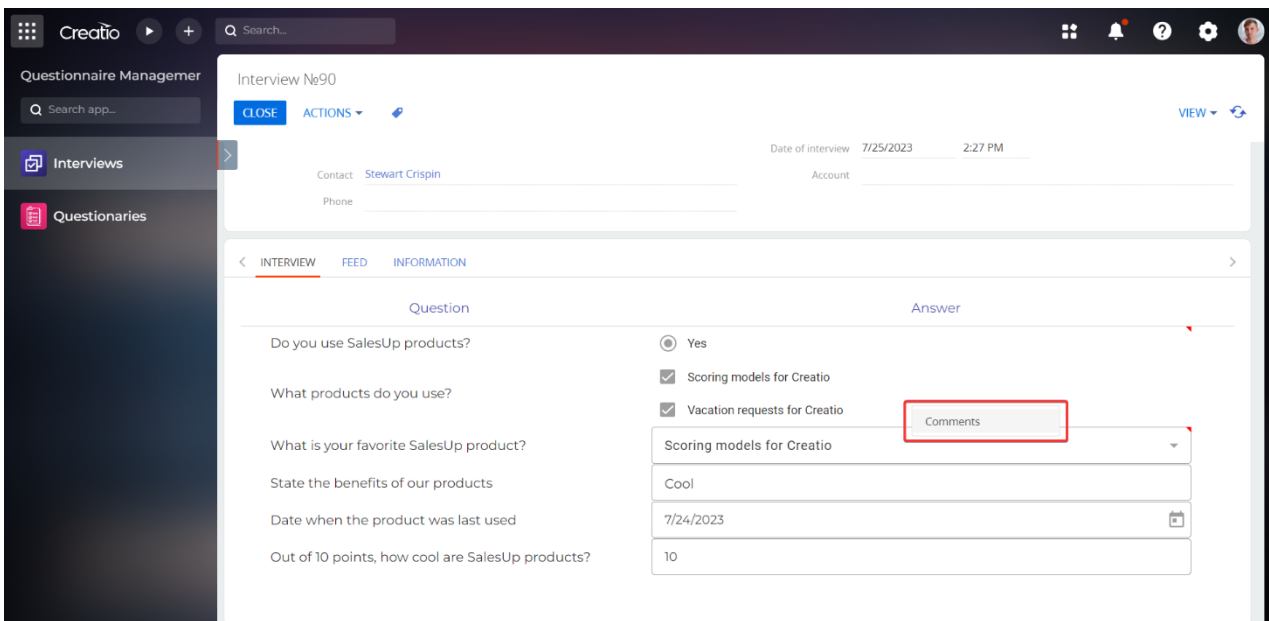 Creatio
Search...
Questionnaire Managemer
Search app...
Interviews
Questionaries
Interview №90
CLOSE ACTIONS VIEW
Date of interview 7/25/2023 2:27 PM
Contact Stewart Crispin Account
Phone
INTERVIEW FEED INFORMATION
Question Answer
Do you use SalesUp products? Yes
What products do you use? Scoring models for Creatio
Vacation requests for Creatio
Comments
What is your favorite SalesUp product? Scoring models for Creatio
State the benefits of our products Cool
Date when the product was last used 7/24/2023
Out of 10 points, how cool are SalesUp products? 10